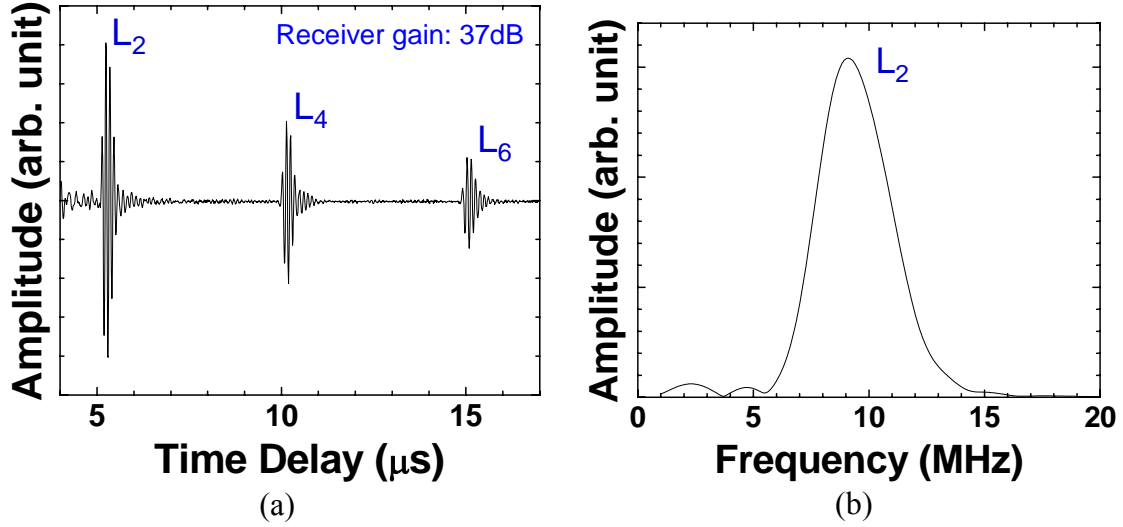 Amplitude (arb. unit)
Receiver gain: 37dB
L2
L4
L6
5
10
15
Time Delay (μs)
(a)
Amplitude (arb. unit)
L2
0
5
10
15
20
Frequency (MHz)
(b)